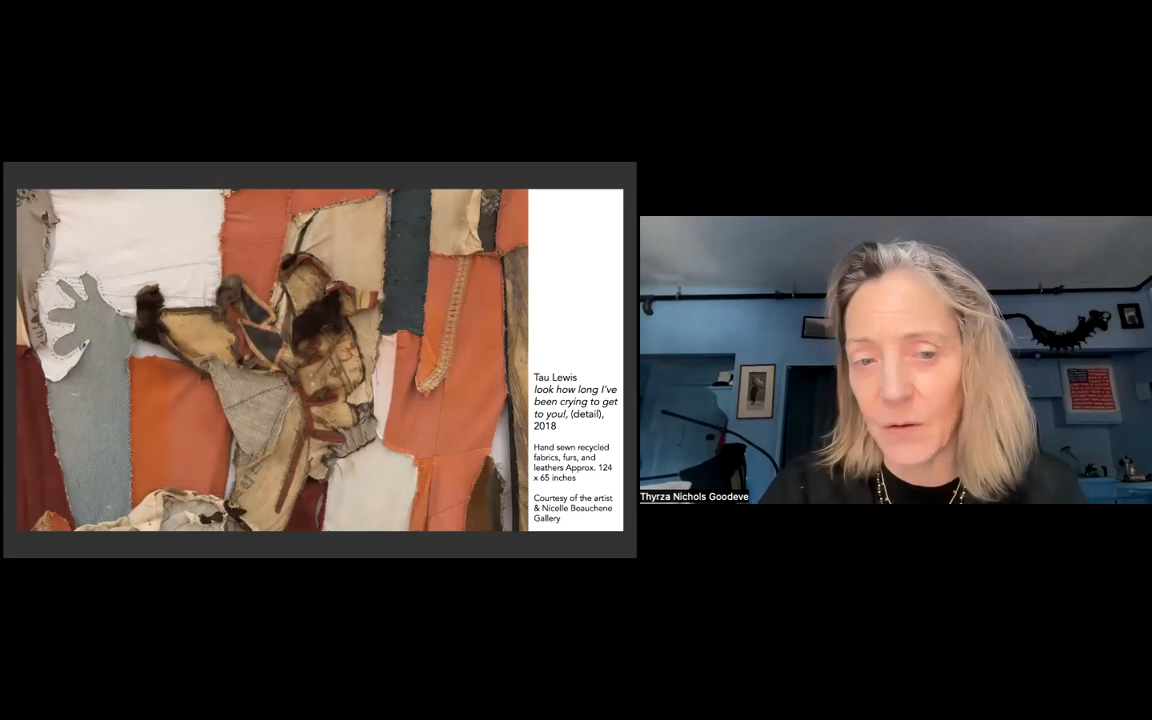 Tau Lewis
look how long I've
been crying to get
to you!, (detail),
2018
Hand sewn recycled
fabrics, furs, and
leathers Approx. 124
x 65 inches
Courtesy of the artist
& Nicelle Beauchene
Gallery
Thyrza Nichols Goodeve